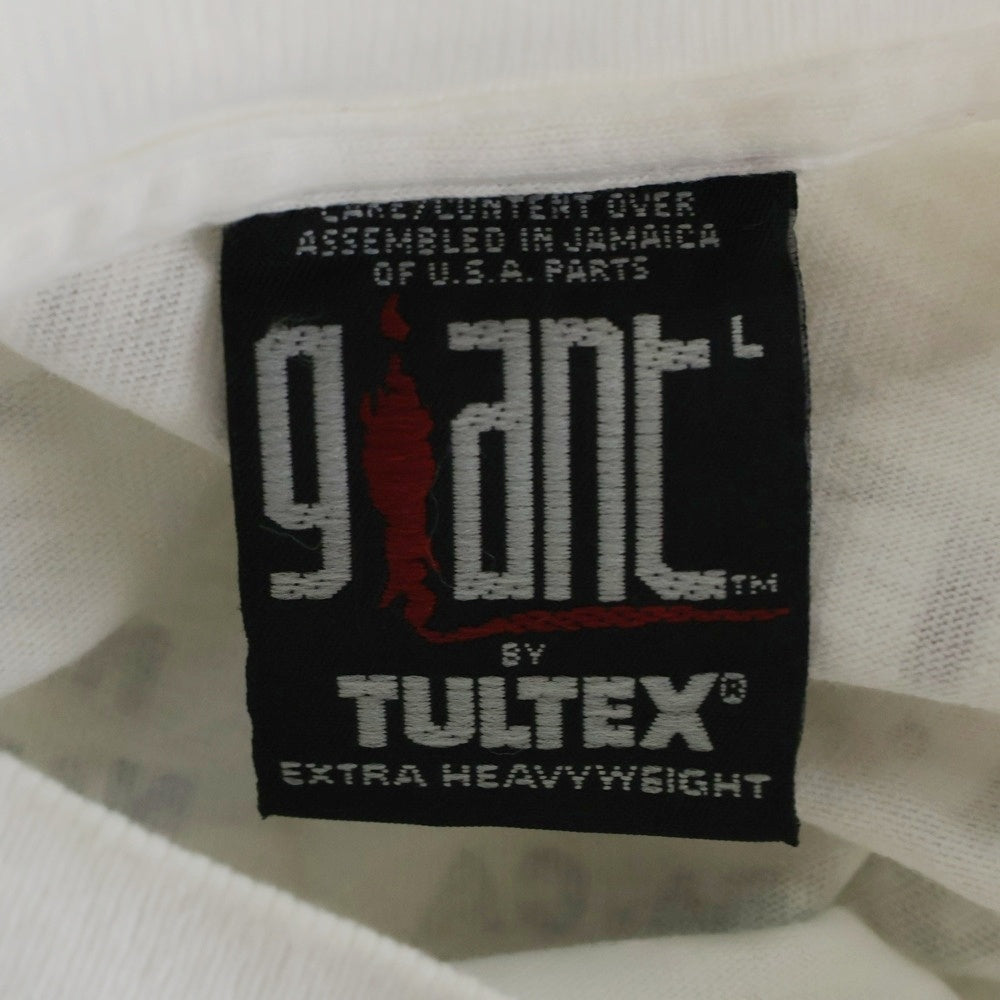 CARE/CONTENT OVER
ASSEMBLED IN JAMAICA
OF U.S.A. PARTS
giant L
TM
BY
TULTEX®
EXTRA HEAVYWEIGHT